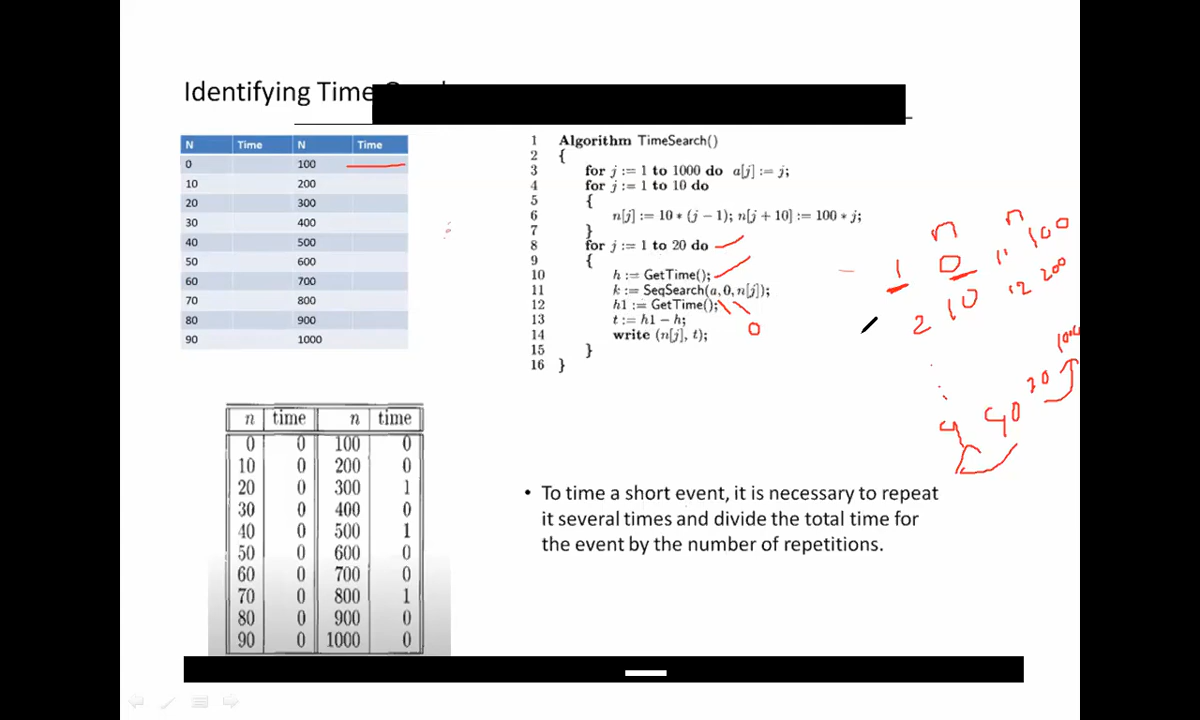 Identifying Time
N Time N Time
0 100
10 200
20 300
30 400
40 500
50 600
60 700
70 800
80 900
90 1000
1 Algorithm TimeSearch()
2 {
3 for j := 1 to 1000 do a[j] := j;
4 for j := 1 to 10 do
5 {
6 n[j] := 10 * (j − 1); n[j + 10] := 100 * j;
7 }
8 for j := 1 to 20 do
9 {
10 h := GetTime();
11 k := SeqSearch(a, 0, n[j]);
12 h1 := GetTime();
13 t := h1 − h;
14 write (n[j], t);
15 }
16 }
0
n n
1 0 11 100
2 10 12 200
n time n time
0 0 100 0
10 0 200 0
20 0 300 1
30 0 400 0
40 0 500 1
50 0 600 0
60 0 700 0
70 0 800 1
80 0 900 0
90 0 1000 0
• To time a short event, it is necessary to repeat
it several times and divide the total time for
the event by the number of repetitions.